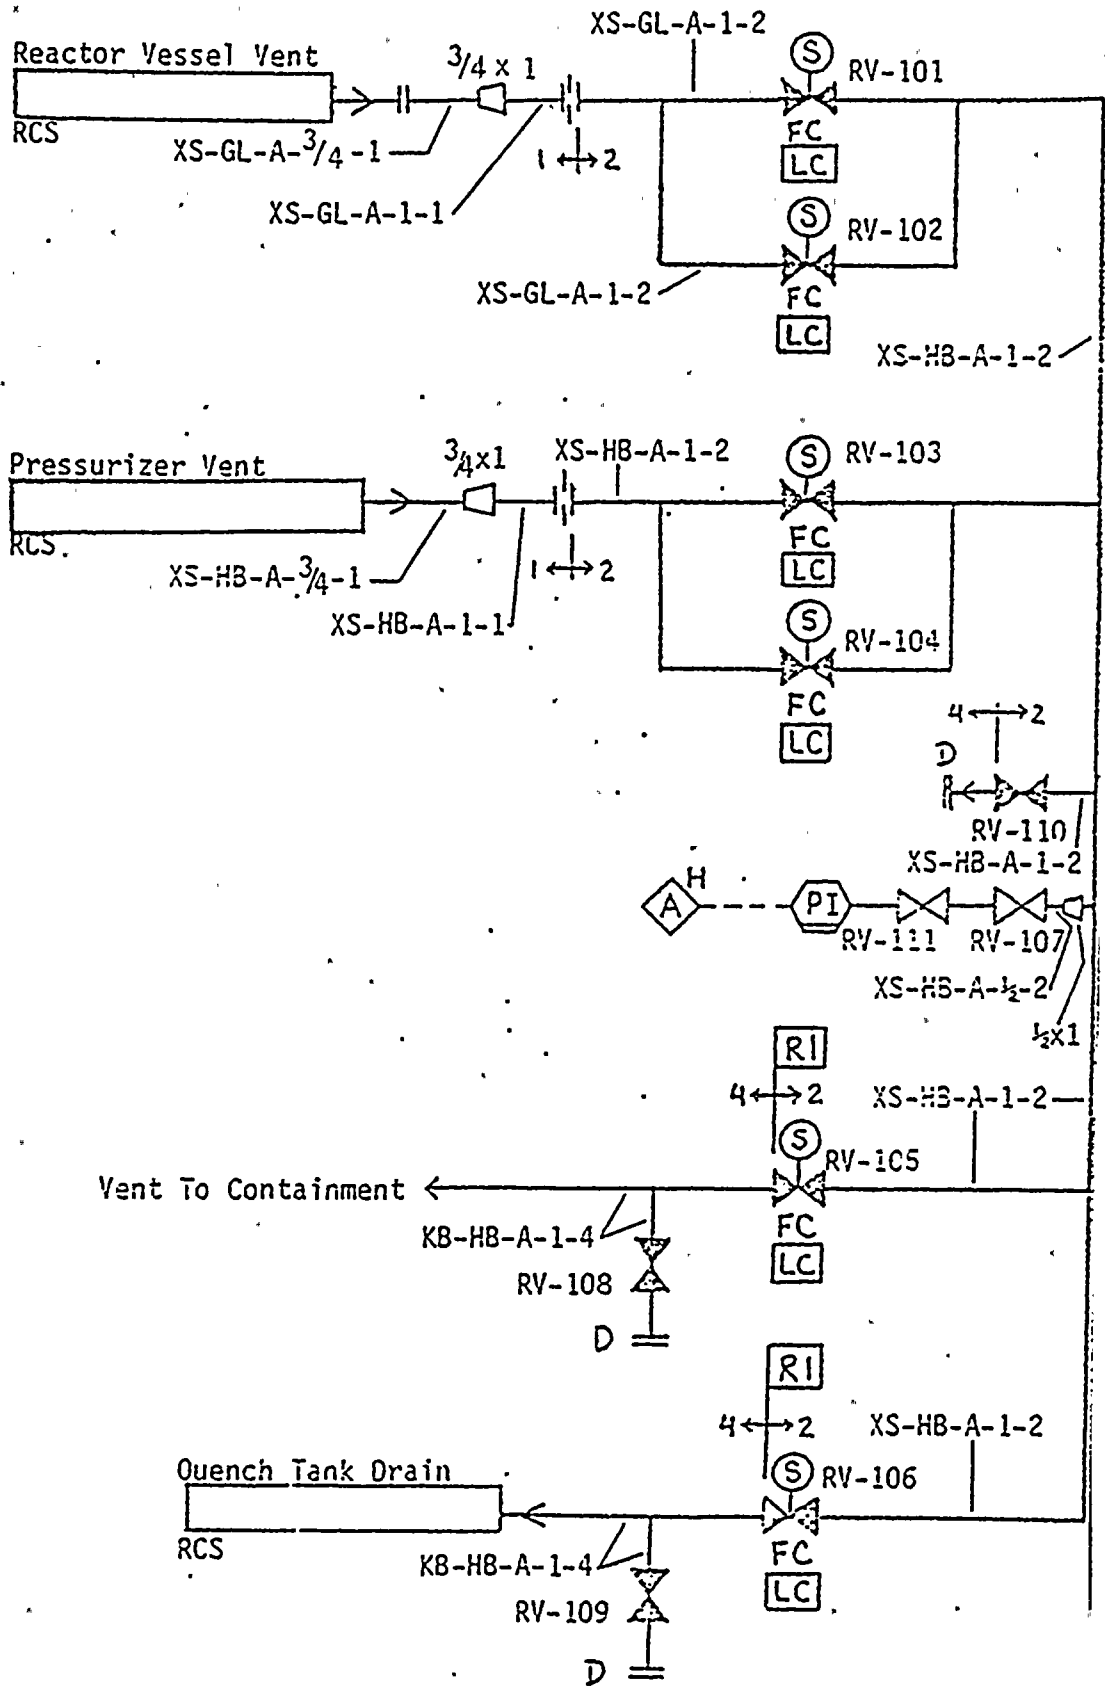 XS-GL-A-1-2
Reactor Vessel Vent
3/4 x 1
S
RV-101
RCS
XS-GL-A-3/4-1
1 ↔ 2
FC
LC
XS-GL-A-1-1
S
RV-102
XS-GL-A-1-2
FC
LC
XS-HB-A-1-2
Pressurizer Vent
3/4x1
XS-HB-A-1-2
S
RV-103
RCS
XS-HB-A-3/4-1
1 ↔ 2
FC
LC
XS-HB-A-1-1
S
RV-104
FC
LC
4 ↔ 2
D
RV-110
XS-HB-A-1-2
H
A
PI
RV-111
RV-107
XS-HB-A-½-2
½x1
RI
4 ↔ 2
XS-HB-A-1-2
S
RV-105
Vent To Containment
KB-HB-A-1-4
FC
LC
RV-108
D
RI
4 ↔ 2
XS-HB-A-1-2
Quench Tank Drain
S
RV-106
RCS
KB-HB-A-1-4
FC
LC
RV-109
D